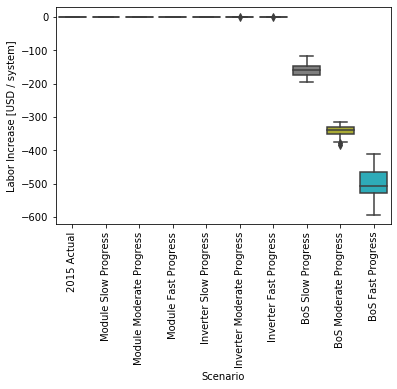 Labor Increase [USD / system]
0
−100
−200
−300
−400
−500
−600
2015 Actual
Module Slow Progress
Module Moderate Progress
Module Fast Progress
Inverter Slow Progress
Inverter Moderate Progress
Inverter Fast Progress
BoS Slow Progress
BoS Moderate Progress
BoS Fast Progress
Scenario